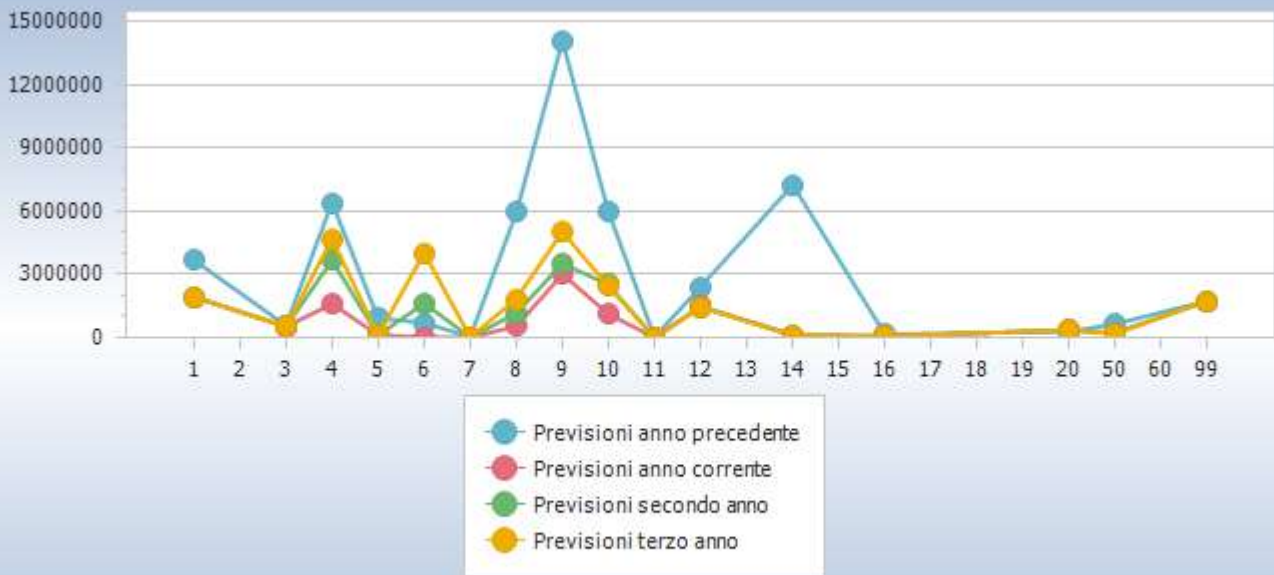 15000000
12000000
9000000
6000000
3000000
0
1 2 3 4 5 6 7 8 9 10 11 12 13 14 15 16 17 18 19 20 50 60 99
Previsioni anno precedente
Previsioni anno corrente
Previsioni secondo anno
Previsioni terzo anno